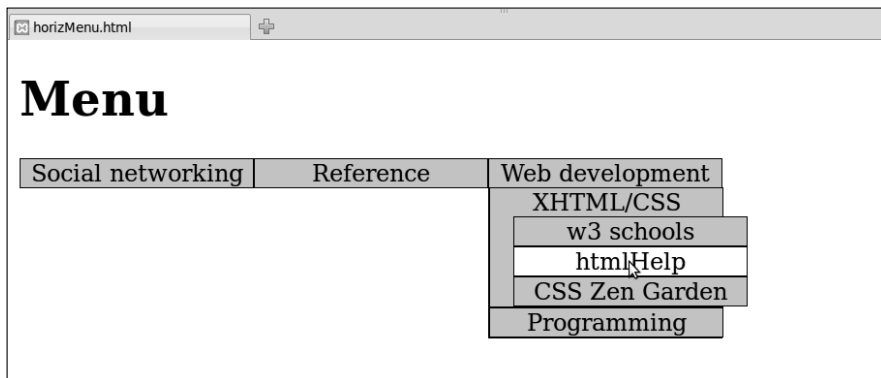 horizMenu.html
Menu
Social networking Reference Web development
XHTML/CSS
w3 schools
htmlHelp
CSS Zen Garden
Programming